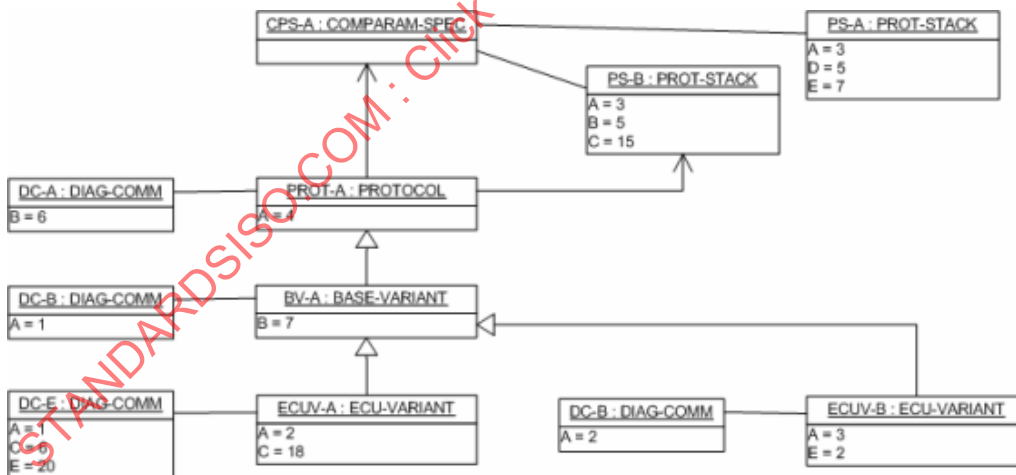 CPS-A : COMPARAM-SPEC
PS-A : PROT-STACK
A = 3
D = 5
E = 7
PS-B : PROT-STACK
A = 3
B = 5
C = 15
DC-A : DIAG-COMM
B = 6
PROT-A : PROTOCOL
A = 4
DC-B : DIAG-COMM
A = 1
BV-A : BASE-VARIANT
B = 7
DC-E : DIAG-COMM
A = 1
C = 6
E = 20
ECUV-A : ECU-VARIANT
A = 2
C = 18
DC-B : DIAG-COMM
A = 2
ECUV-B : ECU-VARIANT
A = 3
E = 2
STANDARDSISO.COM : Click